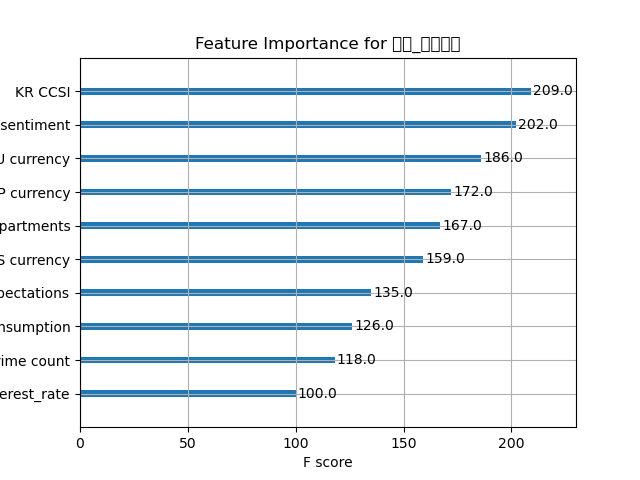 Feature Importance for _
KR CCSI
209.0
sentiment
202.0
U currency
186.0
P currency
172.0
partments
167.0
S currency
159.0
pectations
135.0
nsumption
126.0
ime count
118.0
erest_rate
100.0
0 50 100 150 200
F score